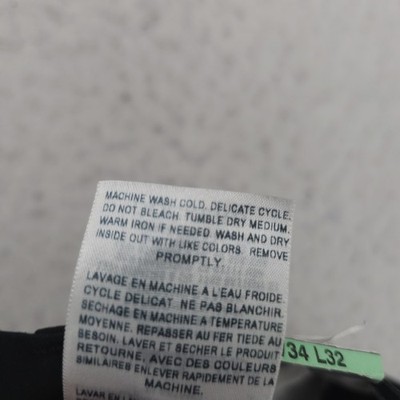 MACHINE WASH COLD. DELICATE CYCLE.
DO NOT BLEACH. TUMBLE DRY MEDIUM.
WARM IRON IF NEEDED. WASH AND DRY
INSIDE OUT WITH LIKE COLORS. REMOVE
PROMPTLY.
LAVAGE EN MACHINE A L'EAU FROIDE.
CYCLE DELICAT. NE PAS BLANCHIR.
SECHAGE EN MACHINE A TEMPERATURE
MOYENNE. REPASSER AU FER TIEDE AU
BESOIN. LAVER ET SECHER LE PRODUIT
RETOURNE, AVEC DES COULEURS
SIMILAIRES ENLEVER RAPIDEMENT DE LA
MACHINE.
LAVAR EN
34 L32